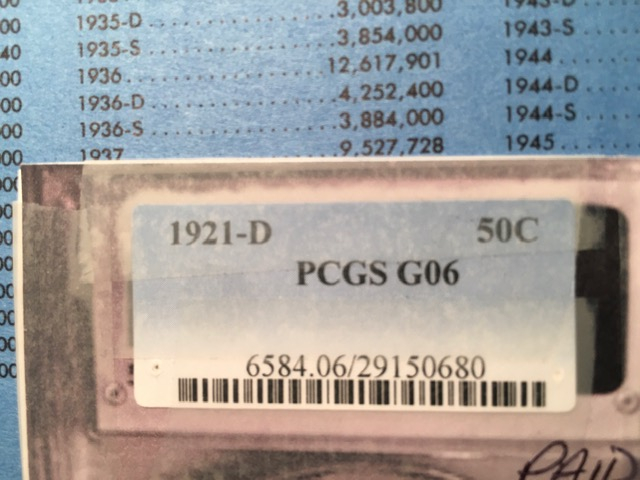 3,003,800
1935-D
3,854,000
1935-S
12,617,901
1936
4,252,400
1936-D
3,884,000
1936-S
9,527,728
1937
1943-S
1944
1944-D
1944-S
1945
1921-D 50C
PCGS G06
6584.06/29150680
PAID